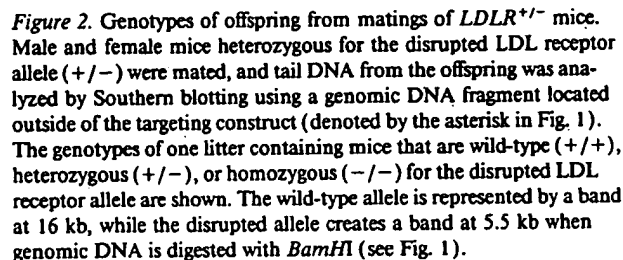 Figure 2. Genotypes of offspring from matings of LDLR+/− mice.
Male and female mice heterozygous for the disrupted LDL receptor
allele (+/−) were mated, and tail DNA from the offspring was ana-
lyzed by Southern blotting using a genomic DNA fragment located
outside of the targeting construct (denoted by the asterisk in Fig. 1).
The genotypes of one litter containing mice that are wild-type (+/+),
heterozygous (+/−), or homozygous (−/−) for the disrupted LDL
receptor allele are shown. The wild-type allele is represented by a band
at 16 kb, while the disrupted allele creates a band at 5.5 kb when
genomic DNA is digested with BamHI (see Fig. 1).